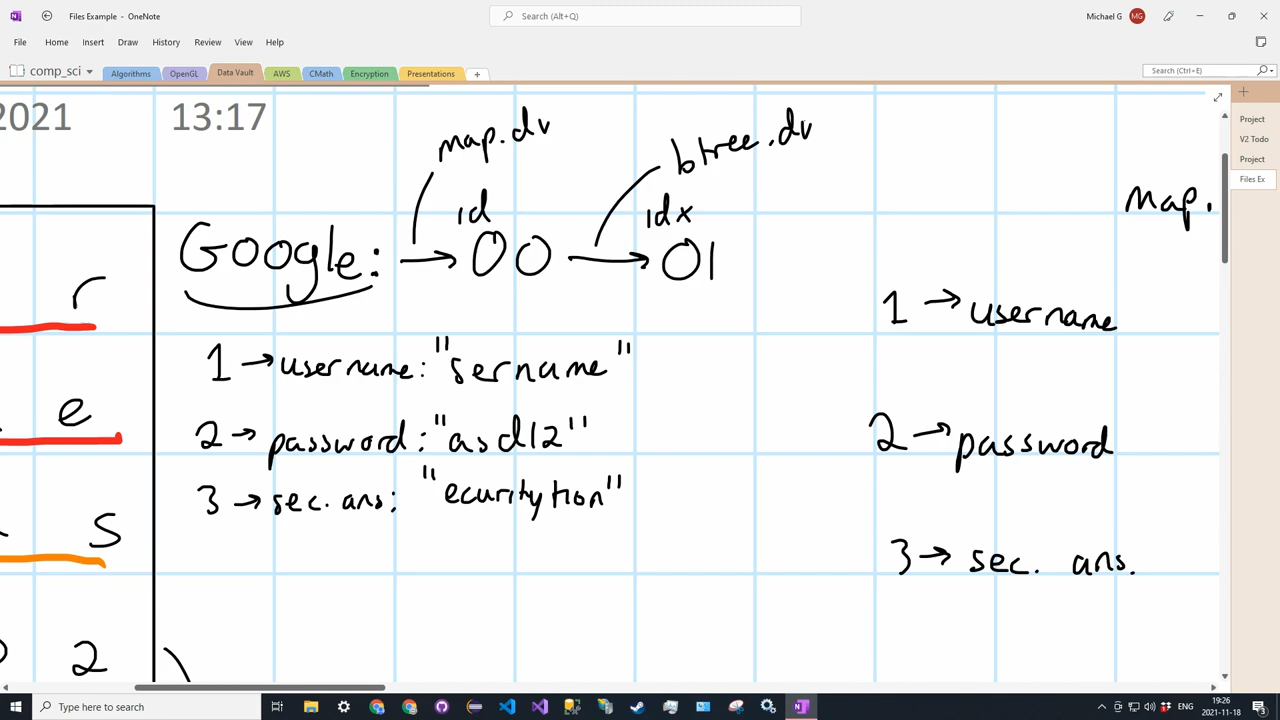 Files Example - OneNote
Search (Alt+Q)
Michael G
MG
File Home Insert Draw History Review View Help
comp_sci
Algorithms OpenGL Data Vault AWS CMath Encryption Presentations
Search (Ctrl+E)
2021 13:17
Project
V2 Todo
Project
Files Ex
map.dv
btree.dv
id
idx
map.
Google: → 00 → 01
r
1 → username
1 → username: "sername"
e
2 → password: "asd12"
2 → password
3 → sec. ans: "ecuritytion"
s
3 → sec. ans.
2
Type here to search
ENG
19:26
2021-11-18